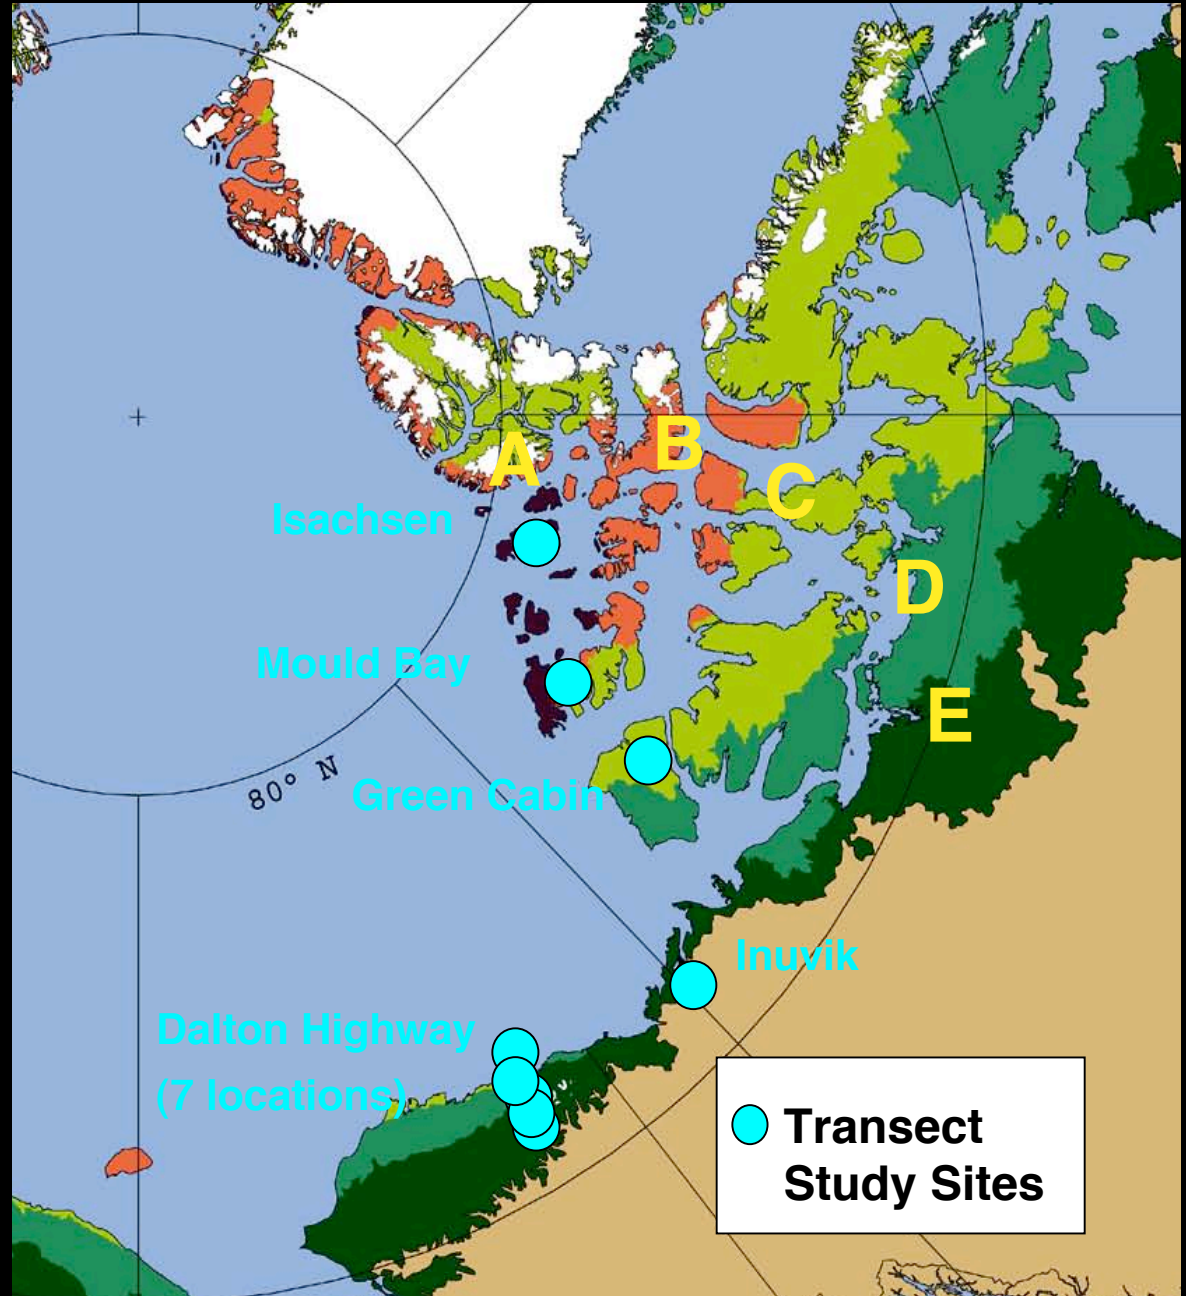 A
B
C
Isachsen
D
Mould Bay
E
80° N
Green Cabin
Inuvik
Dalton Highway
(7 locations)
Transect
Study Sites